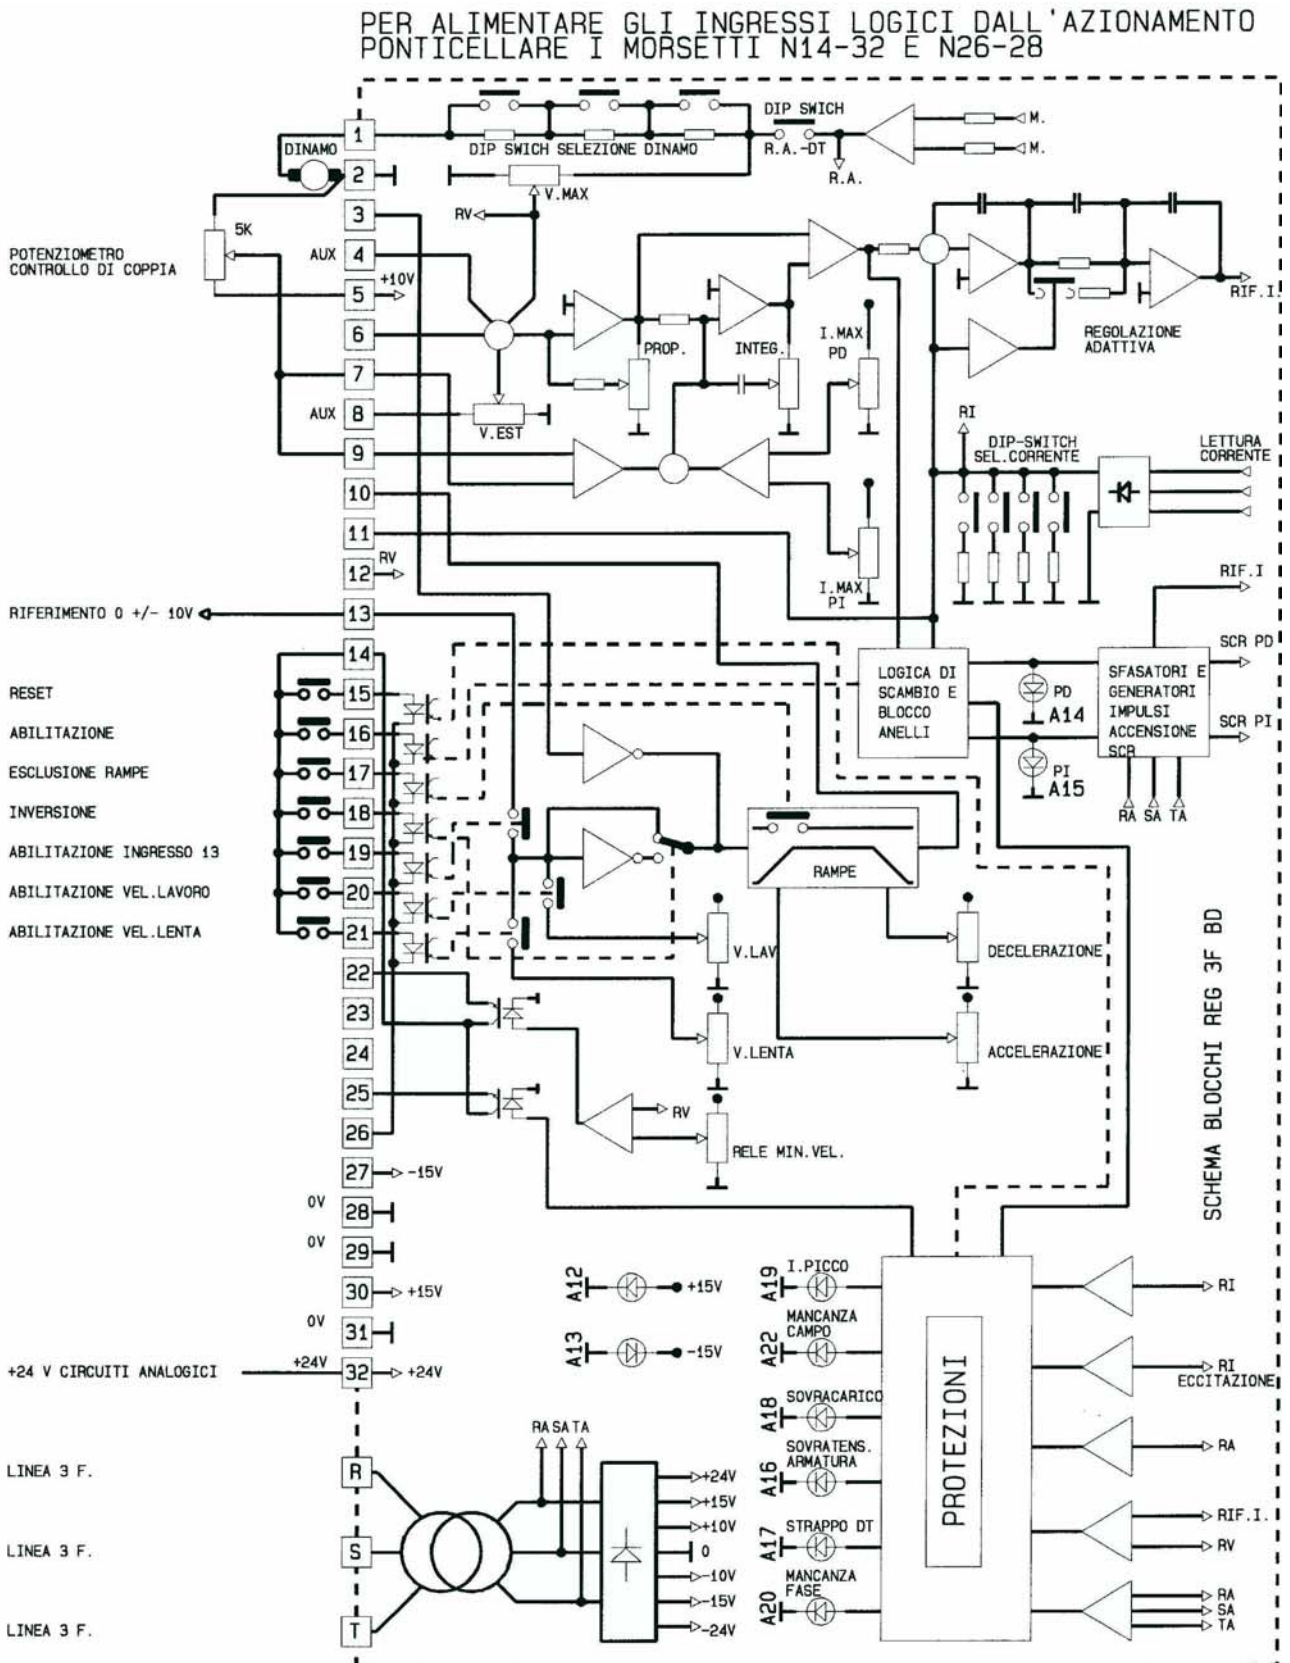 PER ALIMENTARE GLI INGRESSI LOGICI DALL'AZIONAMENTO
PONTICELLARE I MORSETTI N14-32 E N26-28
DIP SWICH
1
M.
DINAMO
DIP SWICH SELEZIONE DINAMO
R.A.-DT
M.
2
R.A.
V.MAX
3
RV
5K
POTENZIOMETRO
CONTROLLO DI COPPIA
AUX
4
+10V
5
RIF.I.
6
I.MAX
PD
REGOLAZIONE
ADATTIVA
PROP.
INTEG.
7
AUX
8
RI
V.EST
DIP-SWITCH
SEL.CORRENTE
LETTURA
CORRENTE
9
10
11
RV
12
I.MAX
PI
RIF.I
RIFERIMENTO 0 +/- 10V
13
14
LOGICA DI
SCAMBIO E
BLOCCO
ANELLI
SFASATORI E
GENERATORI
IMPULSI
ACCENSIONE
SCR
SCR PD
RESET
15
PD
A14
SCR PI
ABILITAZIONE
16
ESCLUSIONE RAMPE
17
PI
A15
INVERSIONE
18
RA SA TA
ABILITAZIONE INGRESSO 13
19
RAMPE
ABILITAZIONE VEL.LAVORO
20
ABILITAZIONE VEL.LENTA
21
V.LAV
DECELERAZIONE
22
23
24
V.LENTA
ACCELERAZIONE
25
RV
26
RELE MIN.VEL.
27
-15V
SCHEMA BLOCCHI REG 3F BD
0V
28
0V
29
30
+15V
A12
+15V
A19
I.PICCO
RI
0V
31
A13
-15V
A22
MANCANZA
CAMPO
RI
ECCITAZIONE
+24 V CIRCUITI ANALOGICI
+24V
32
+24V
A18
SOVRACARICO
PROTEZIONI
RA SA TA
A16
SOVRATENS.
ARMATURA
RA
LINEA 3 F.
R
+24V
+15V
+10V
0
-10V
-15V
-24V
A17
STRAPPO DT
RIF.I.
RV
LINEA 3 F.
S
A20
MANCANZA
FASE
RA
SA
TA
LINEA 3 F.
T